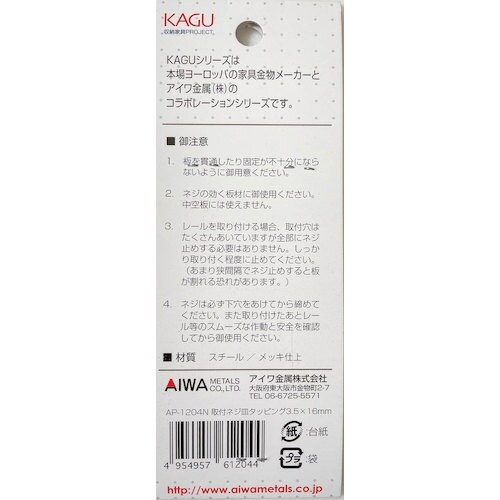 KAGU
収納家具PROJECT.
KAGUシリーズは
本場ヨーロッパの家具金物メーカーと
アイワ金属(株)の
コラボレーションシリーズです。
■ 御注意
1. 板を貫通したり固定が不十分になら
ないように御用意ください。
2. ネジの効く板材に御使用ください。
中空板には使えません。
3. レールを取り付ける場合、取付穴は
たくさんあいていますが全部にネジ
止めする必要はありません。しっか
り取り付く程度に止めてください。
(あまり狭間隔でネジ止めすると板
が割れる恐れがあります。)
4. ネジは必ず下穴をあけてから締めて
ください。また取り付けたあとレー
ル等のスムーズな作動と安全を確認
してから御使用ください。
■ 材質 スチール / メッキ仕上
AIWA METALS CO., LTD.
アイワ金属株式会社
大阪府東大阪市金物町2-7
TEL 06-6725-5571
AP-1204N 取付ネジ皿タッピング3.5×16mm
4 954957 612044
紙 :台紙
プラ :袋
http://www.aiwametals.co.jp